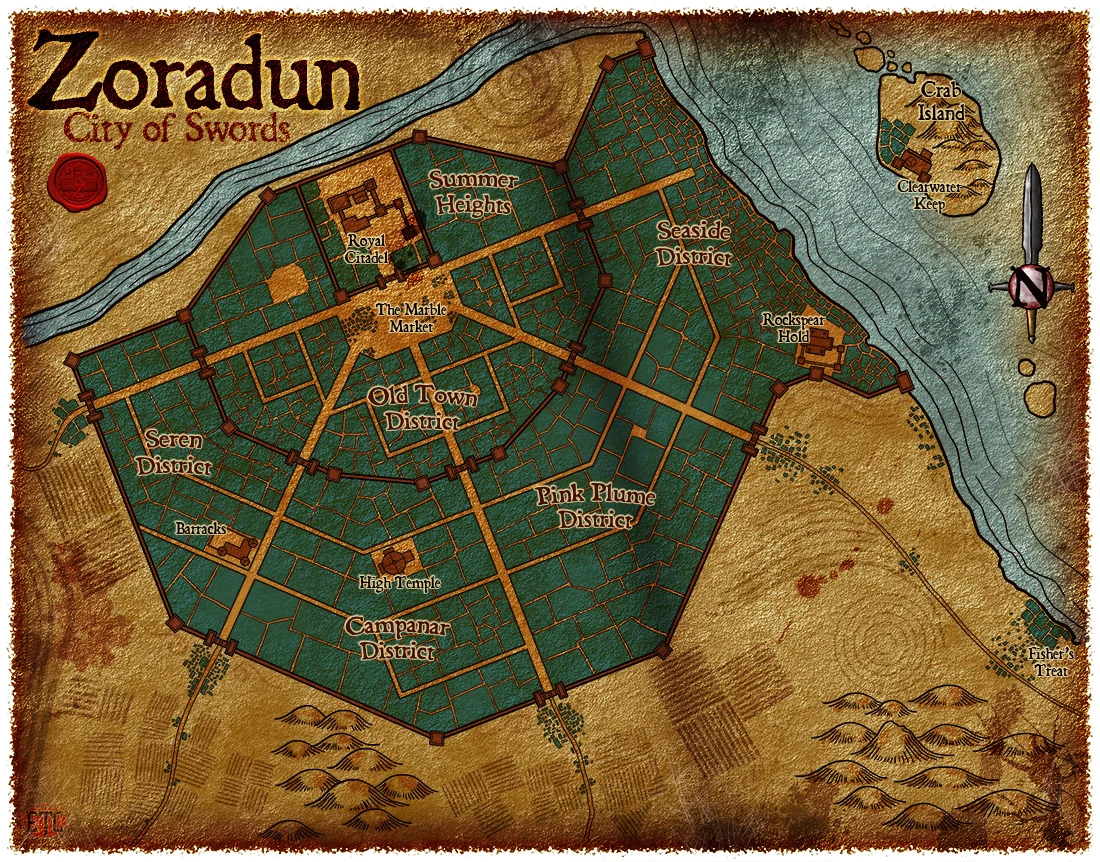 Zoradun
City of Swords
Crab
Island
Clearwater
Keep
Summer
Heights
Royal
Citadel
Seaside
District
N
The Marble
Market
Rockspear
Hold
Old Town
District
Seren
District
Pink Plume
District
Barracks
High Temple
Campanar
District
Fisher's
Treat